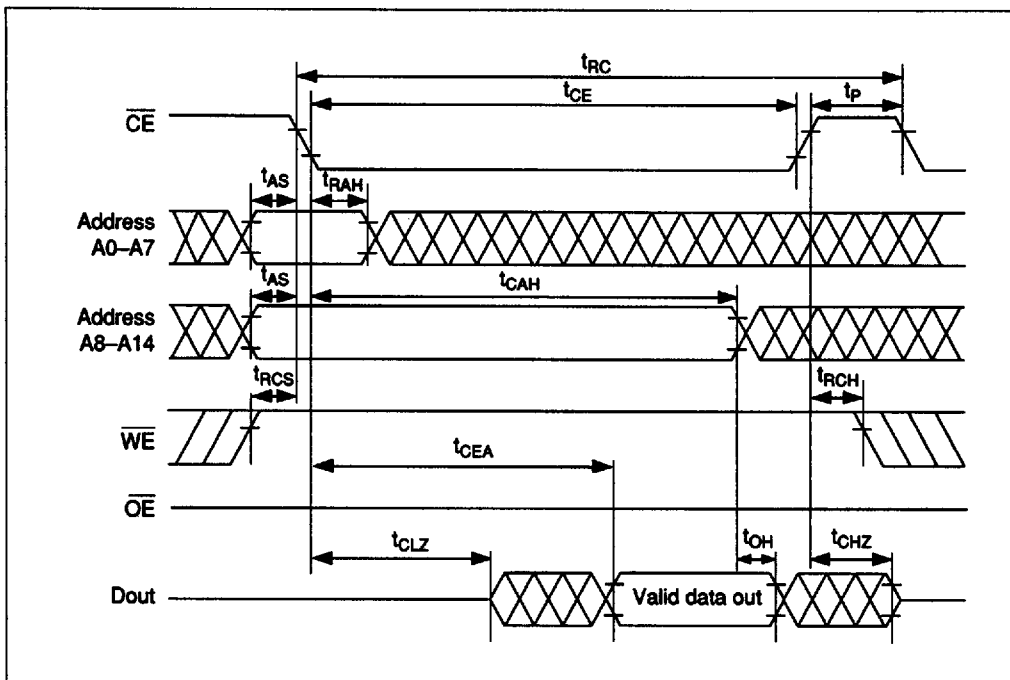 tRC
tCE
tP
CE
tAS
tRAH
Address
A0–A7
tAS
tCAH
Address
A8–A14
tRCS
tRCH
WE
tCEA
OE
tCLZ
tOH
tCHZ
Dout
Valid data out